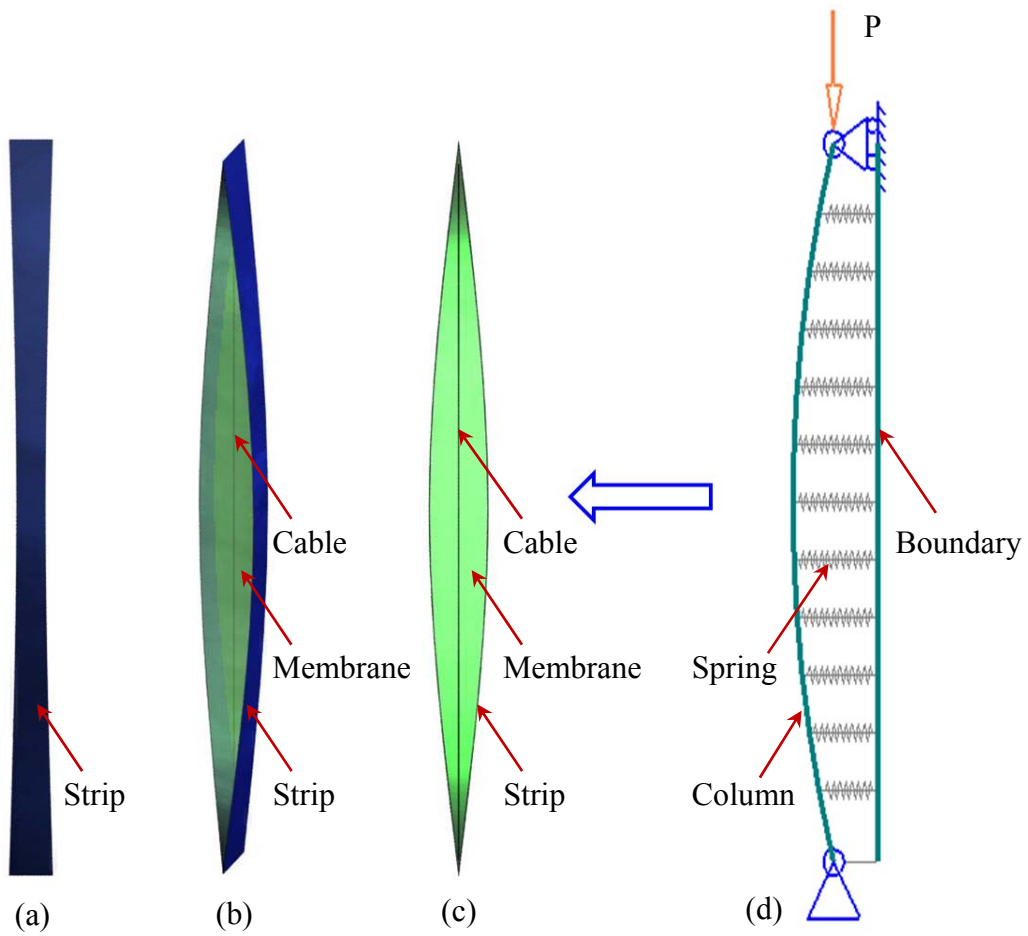 P
Cable
Cable
Boundary
Membrane
Membrane
Spring
Strip
Strip
Strip
Column
(a)
(b)
(c)
(d)